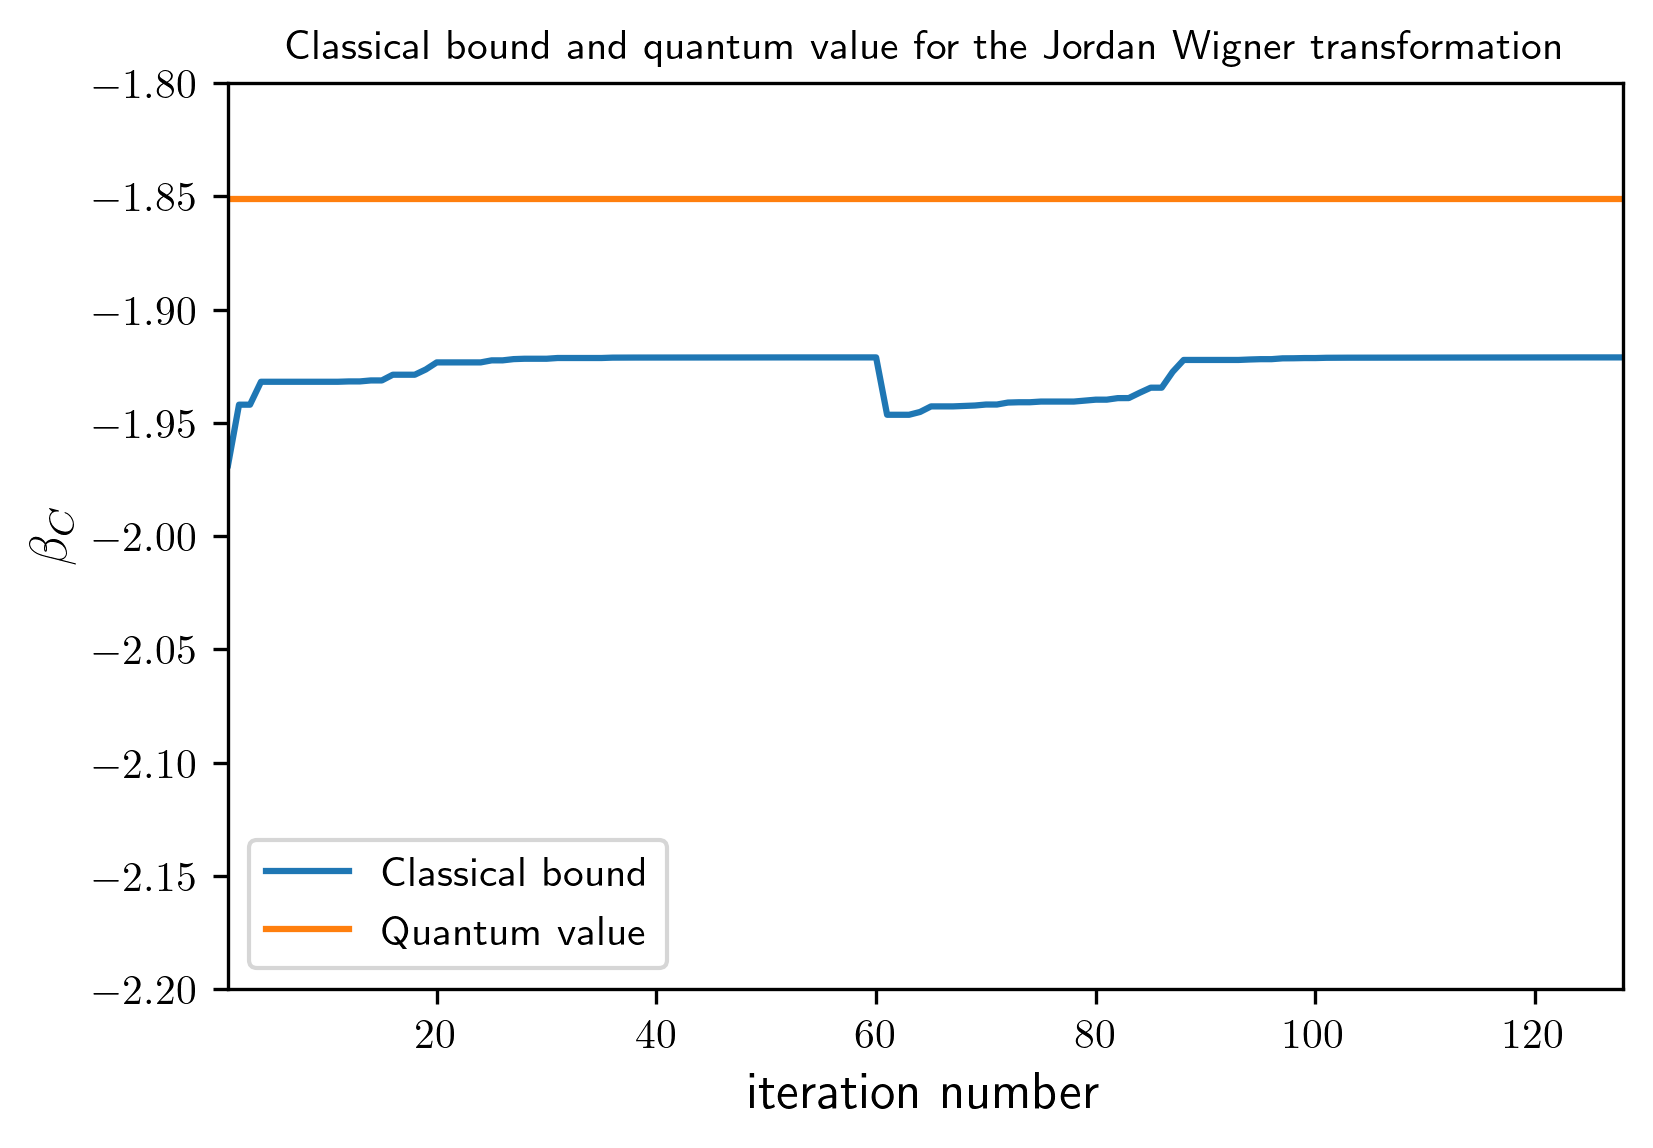 Classical bound and quantum value for the Jordan Wigner transformation
−1.80
−1.85
−1.90
−1.95
−2.00
−2.05
−2.10
−2.15
−2.20
β_C
Classical bound
Quantum value
20 40 60 80 100 120
iteration number